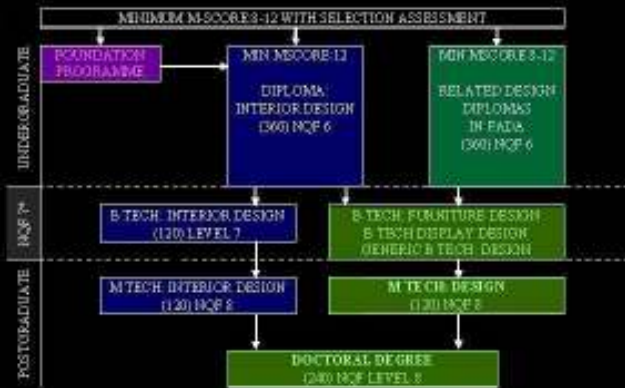 MINIMUM M-SCORE 8-12 WITH SELECTION ASSESSMENT
UNDERGRADUATE
FOUNDATION
PROGRAMME
MIN MSCORE:12
DIPLOMA:
INTERIOR DESIGN
(360) NQF 6
MIN MSCORE 8-12
RELATED DESIGN
DIPLOMAS
IN FADA
(360) NQF 6
NQF 7*
B TECH: INTERIOR DESIGN
(120) LEVEL 7
B-TECH: FURNITURE DESIGN
B TECH DISPLAY DESIGN
GENERIC B TECH: DESIGN
POSTGRADUATE
M TECH: INTERIOR DESIGN
(120) NQF 8
M TECH: DESIGN
(120) NQF 8
DOCTORAL DEGREE
(240) NQF LEVEL 8